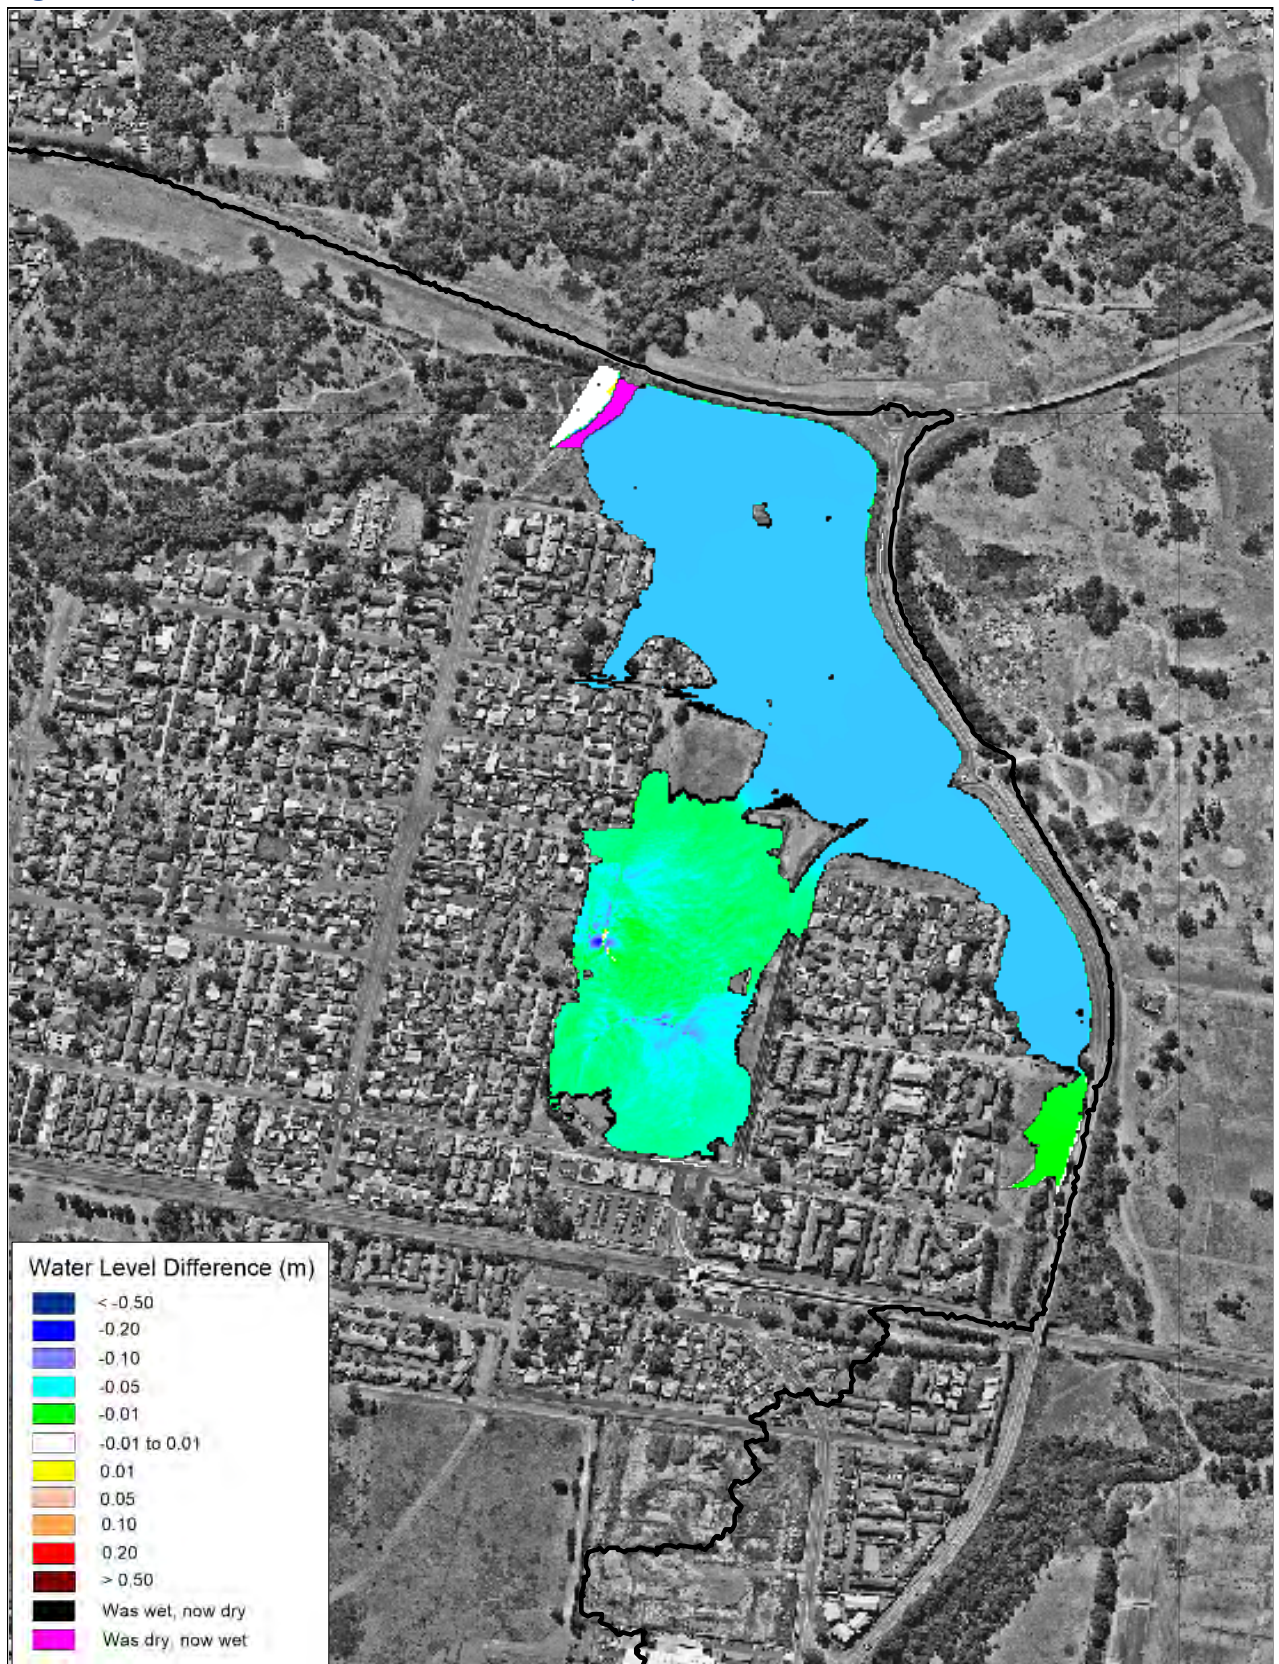 Water Level Difference (m)
< -0.50
-0.20
-0.10
-0.05
-0.01
-0.01 to 0.01
0.01
0.05
0.10
0.20
> 0.50
Was wet, now dry
Was dry, now wet